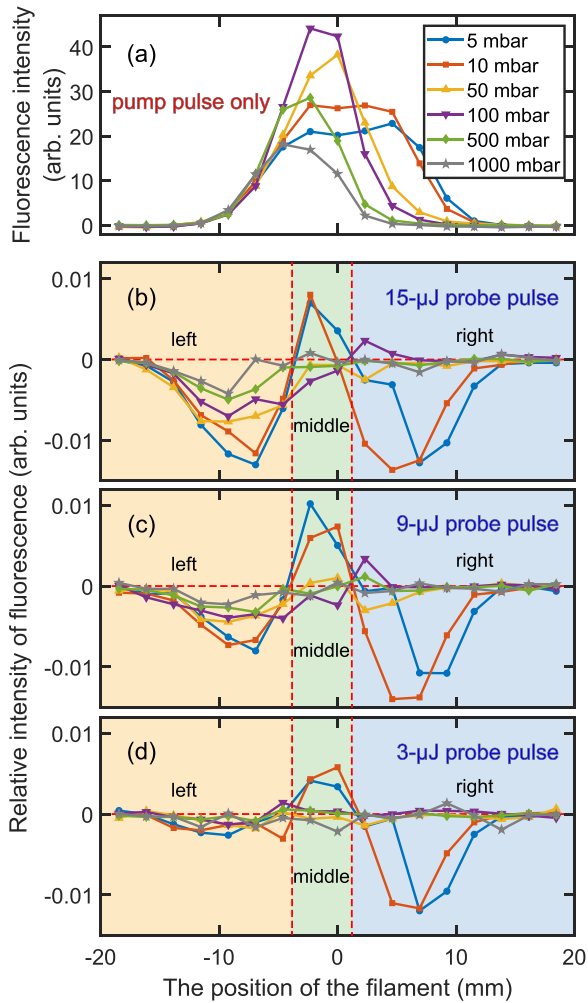 (a)
pump pulse only
5 mbar
10 mbar
50 mbar
100 mbar
500 mbar
1000 mbar
Fluorescence intensity
(arb. units)
40
30
20
10
0
(b)
15-μJ probe pulse
left
right
middle
0.01
0
-0.01
(c)
9-μJ probe pulse
left
right
middle
0.01
0
-0.01
(d)
3-μJ probe pulse
left
right
middle
0.01
0
-0.01
Relative intensity of fluorescence (arb. units)
-20
-10
0
10
20
The position of the filament (mm)